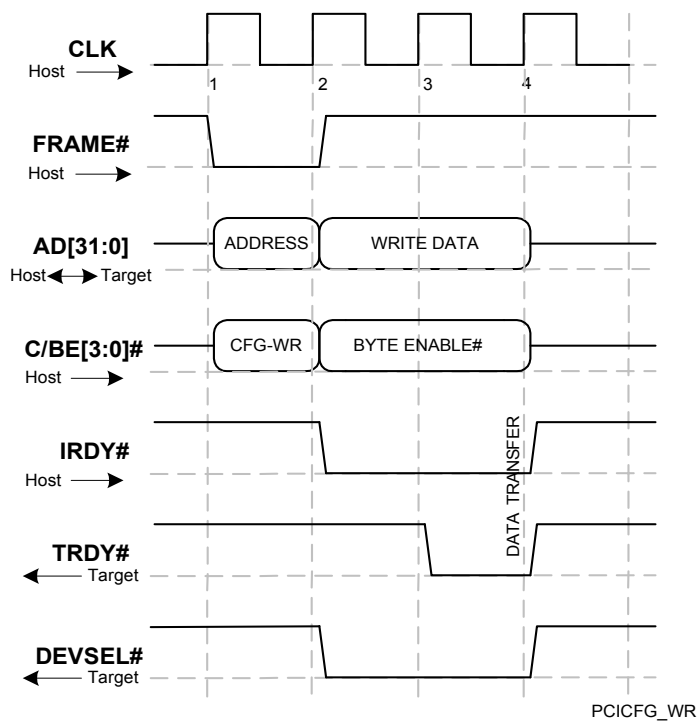 CLK
Host
1 2 3 4
FRAME#
Host
AD[31:0]
Host Target
ADDRESS WRITE DATA
C/BE[3:0]#
Host
CFG-WR BYTE ENABLE#
IRDY#
Host
DATA TRANSFER
TRDY#
Target
DEVSEL#
Target
PCICFG_WR